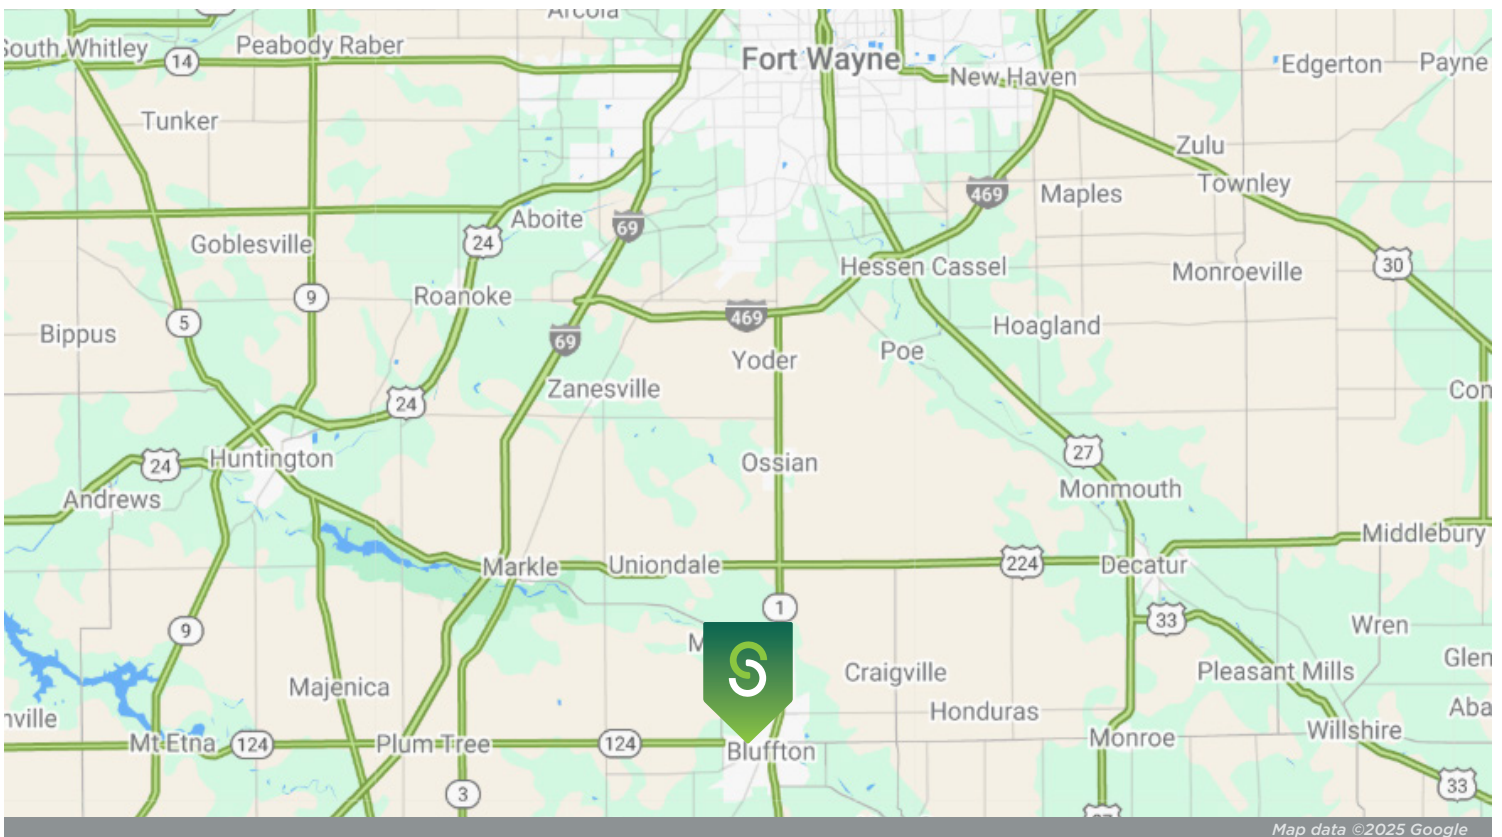 Arcola
South Whitley
14
Peabody Raber
Fort Wayne
New Haven
Edgerton
Payne
Tunker
Zulu
Townley
469
Maples
Aboite
69
24
Goblesville
Hessen Cassel
Monroeville
30
9
Roanoke
5
469
Hoagland
Bippus
69
Yoder
Poe
Zanesville
24
24
Huntington
Ossian
27
Andrews
Monmouth
Middlebury
Markle
Uniondale
224
Decatur
1
9
33
Wren
M
S
Craigville
Pleasant Mills
Glen
Majenica
Honduras
Aba
nville
Mt Etna
124
Plum Tree
124
Bluffton
Monroe
Willshire
3
33
Map data ©2025 Google